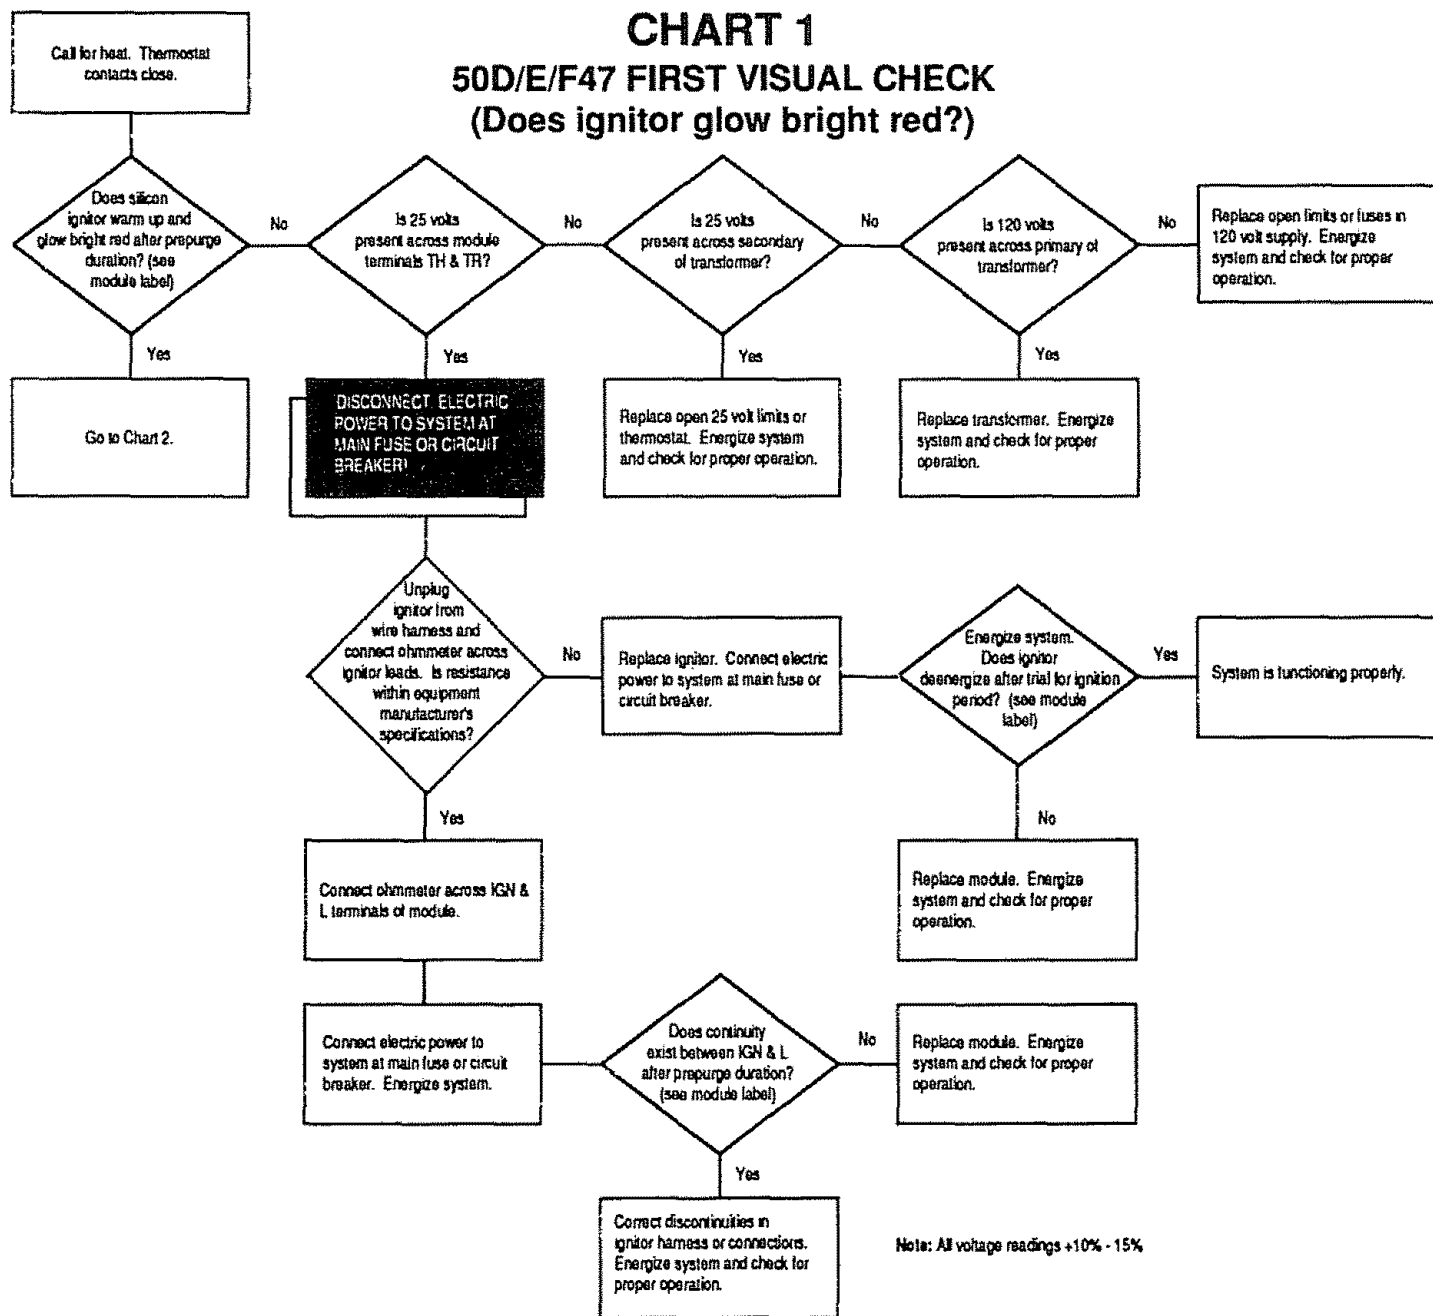 CHART 1
50D/E/F47 FIRST VISUAL CHECK
(Does ignitor glow bright red?)
Call for heat. Thermostat
contacts close.
Does silicon
ignitor warm up and
glow bright red after prepurge
duration? (see
module label)
No
Is 25 volts
present across module
terminals TH & TR?
No
Is 25 volts
present across secondary
of transformer?
No
Is 120 volts
present across primary of
transformer?
No
Replace open limits or fuses in
120 volt supply. Energize
system and check for proper
operation.
Yes
Yes
Yes
Yes
Go to Chart 2.
DISCONNECT ELECTRIC
POWER TO SYSTEM AT
MAIN FUSE OR CIRCUIT
BREAKER!
Replace open 25 volt limits or
thermostat. Energize system
and check for proper operation.
Replace transformer. Energize
system and check for proper
operation.
Unplug
ignitor from
wire harness and
connect ohmmeter across
ignitor leads. Is resistance
within equipment
manufacturer's
specifications?
No
Replace ignitor. Connect electric
power to system at main fuse or
circuit breaker.
Energize system.
Does ignitor
deenergize after trial for ignition
period? (see module
label)
Yes
System is functioning properly.
Yes
No
Connect ohmmeter across IGN &
L terminals of module.
Replace module. Energize
system and check for proper
operation.
Connect electric power to
system at main fuse or circuit
breaker. Energize system.
Does continuity
exist between IGN & L
after prepurge duration?
(see module label)
No
Replace module. Energize
system and check for proper
operation.
Yes
Correct discontinuities in
ignitor harness or connections.
Energize system and check for
proper operation.
Note: All voltage readings +10% - 15%